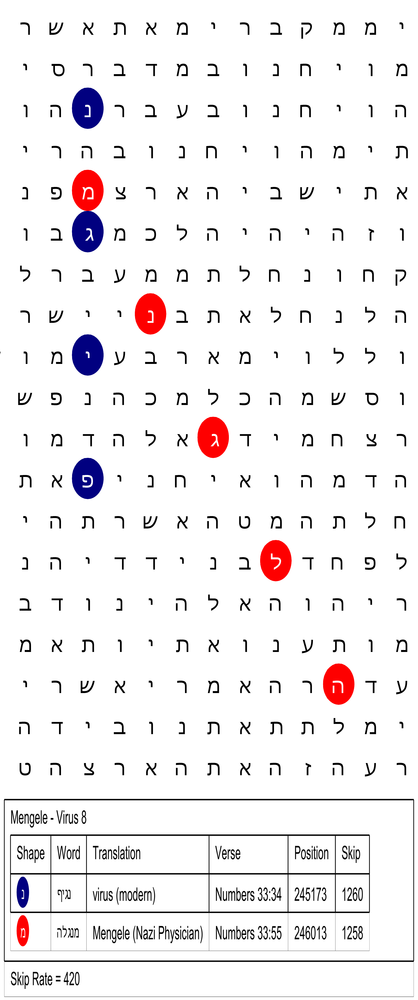 י מ מ ק ב ר י מ א ת א ש ר
מ ו י ח נ ו ב מ ד ב ר ס י
ה ו י ח נ ו ב ע ב ר נ ה ו
ת י מ ה ו י ח נ ו ב ה ר י
א ת י ש ב י ה א ר צ מ פ נ
ו ז ה י ה י ה ל כ מ ג ב ו
ק ח ו נ ח ל ת מ מ ע ב ר ל
ה ל נ ח ל א ת ב נ י י ש ר
ו ל ל ו י מ א ר ב ע י מ ו
ו ס ש מ ה כ ל מ כ ה נ פ ש
ר צ ח מ י ד ג א ל ה ד מ ו
ה ד מ ה ו א י ח נ י פ א ת
ח ל ת ה מ ט ה א ש ר ת ה י
ל פ ח ד ל ב נ י ד ד י ה נ
ר י ה ו ה א ל ה י נ ו ד ב
מ ו ת ע נ ו א ת י ו ת א מ
ע ד ה ר ה א מ ר י א ש ר י
י מ ל ת ת א ת נ ו ב י ד ה
ר ע ה ז ה א ת ה א ר צ ה ט
Mengele - Virus 8
Shape Word Translation Verse Position Skip
נ נגיף virus (modern) Numbers 33:34 245173 1260
מ מנגלה Mengele (Nazi Physician) Numbers 33:55 246013 1258
Skip Rate = 420